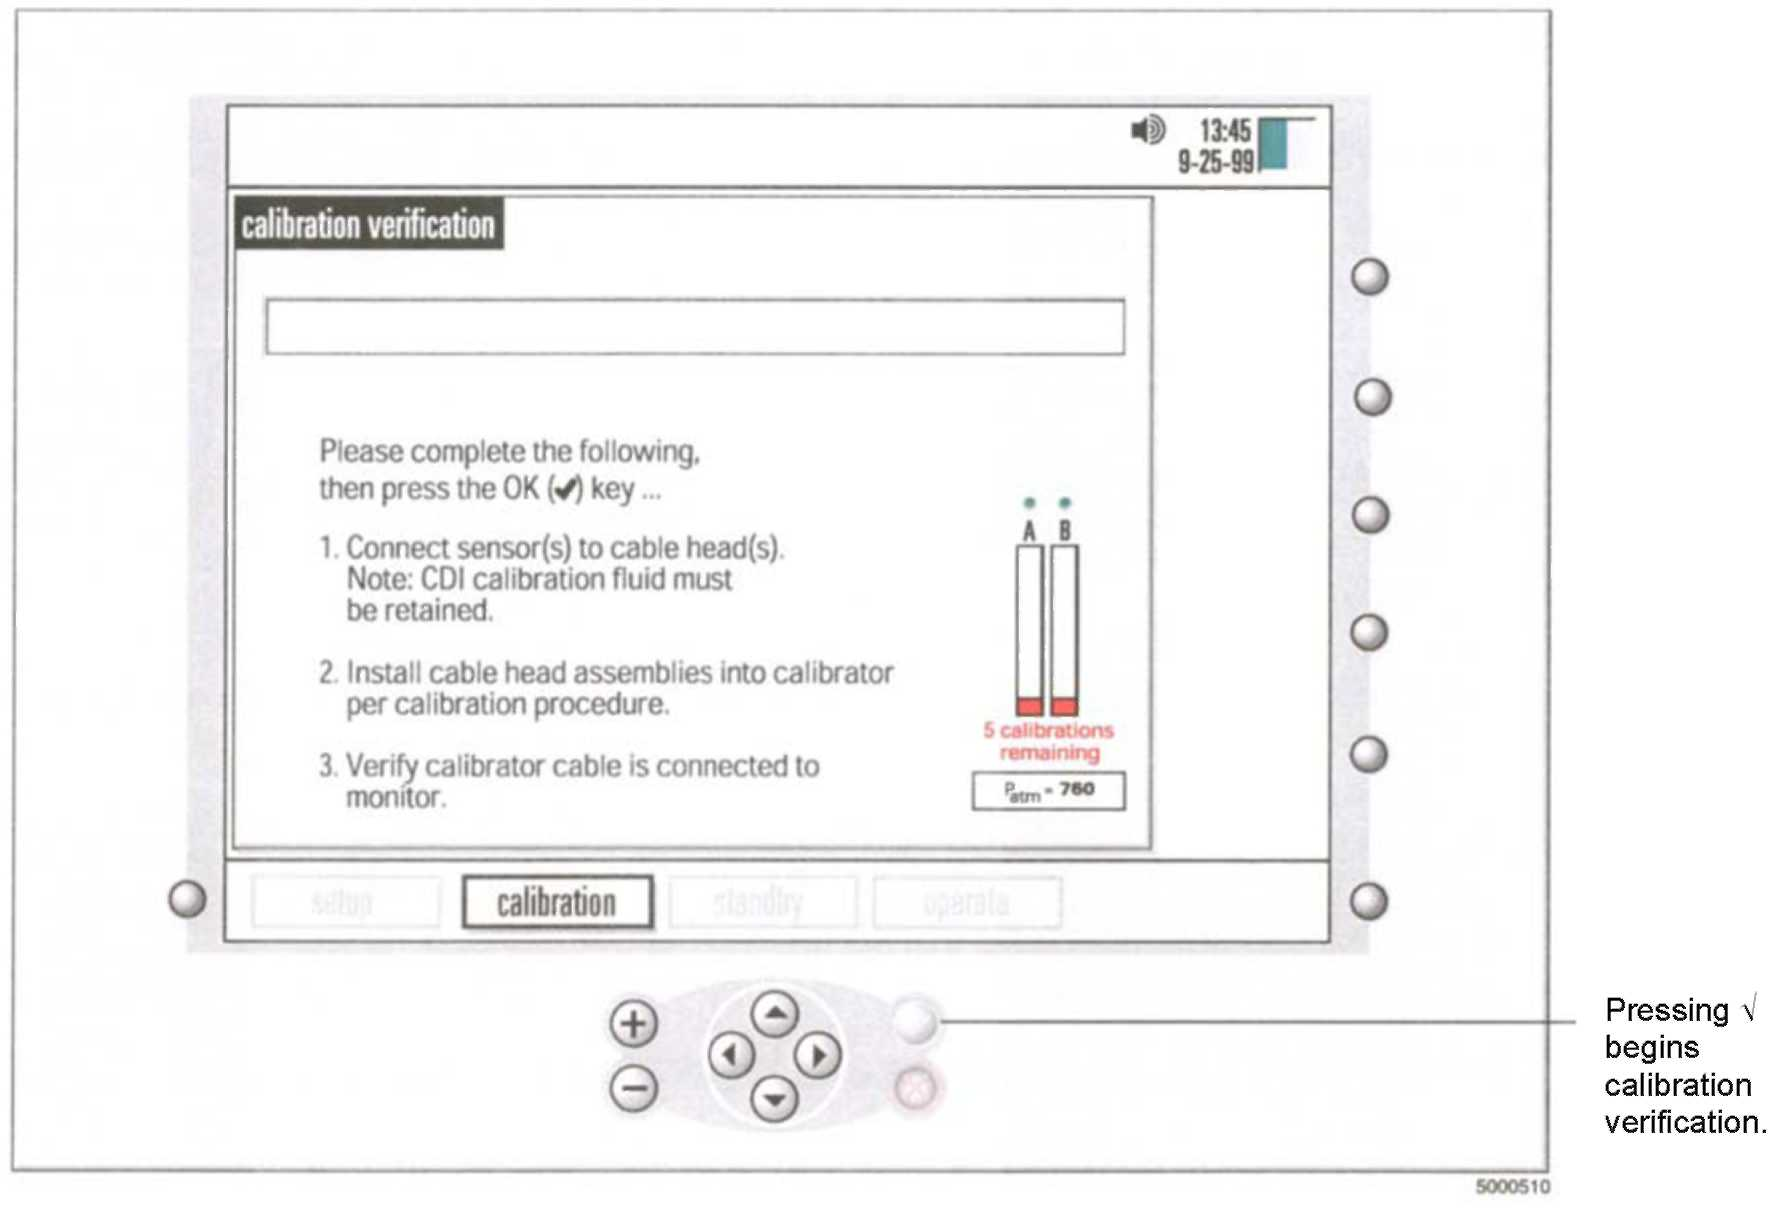 13:45
9-25-99
calibration verification
Please complete the following,
then press the OK (✔) key ...
1. Connect sensor(s) to cable head(s).
Note: CDI calibration fluid must
be retained.
2. Install cable head assemblies into calibrator
per calibration procedure.
3. Verify calibrator cable is connected to
monitor.
A B
5 calibrations
remaining
Patm - 760
setup calibration standby operate
Pressing √
begins
calibration
verification.
5000510